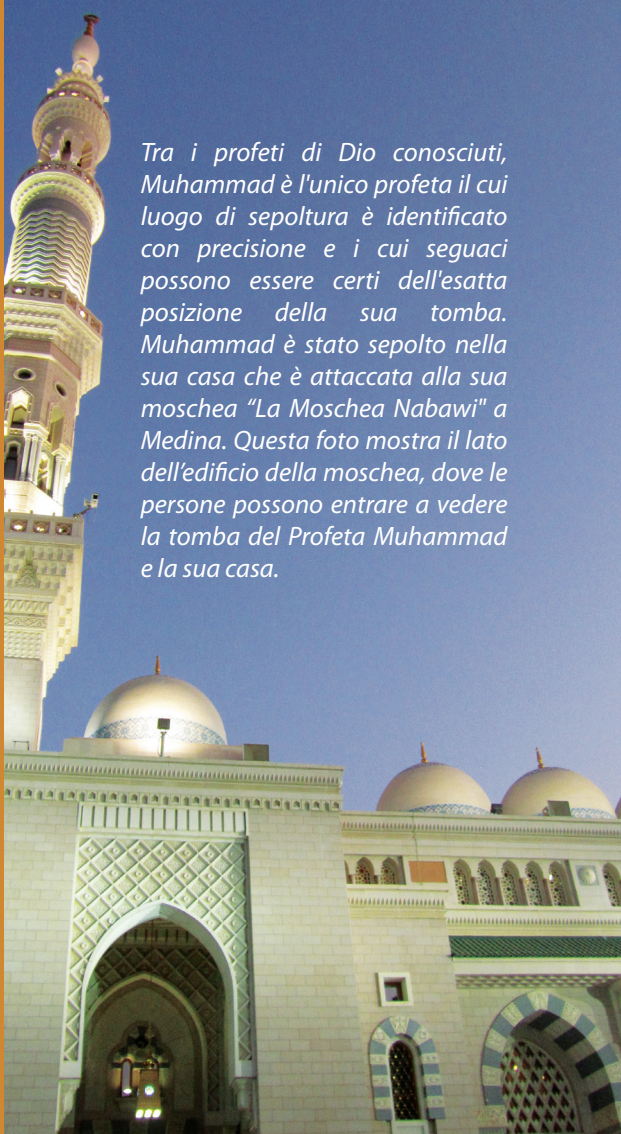 Tra i profeti di Dio conosciuti,
Muhammad è l'unico profeta il cui
luogo di sepoltura è identificato
con precisione e i cui seguaci
possono essere certi dell'esatta
posizione della sua tomba.
Muhammad è stato sepolto nella
sua casa che è attaccata alla sua
moschea “La Moschea Nabawi" a
Medina. Questa foto mostra il lato
dell’edificio della moschea, dove le
persone possono entrare a vedere
la tomba del Profeta Muhammad
e la sua casa.